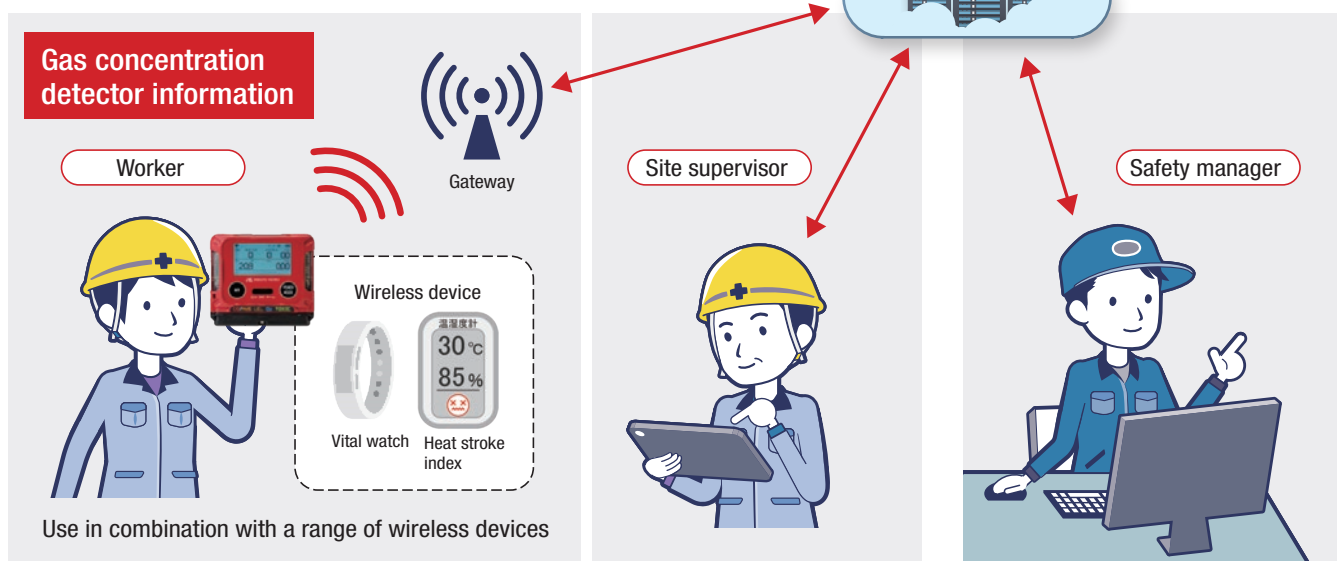 Gas concentration
detector information
Worker
Gateway
Wireless device
温湿度計
30℃
85%
Vital watch
Heat stroke
index
Use in combination with a range of wireless devices
Site supervisor
Safety manager